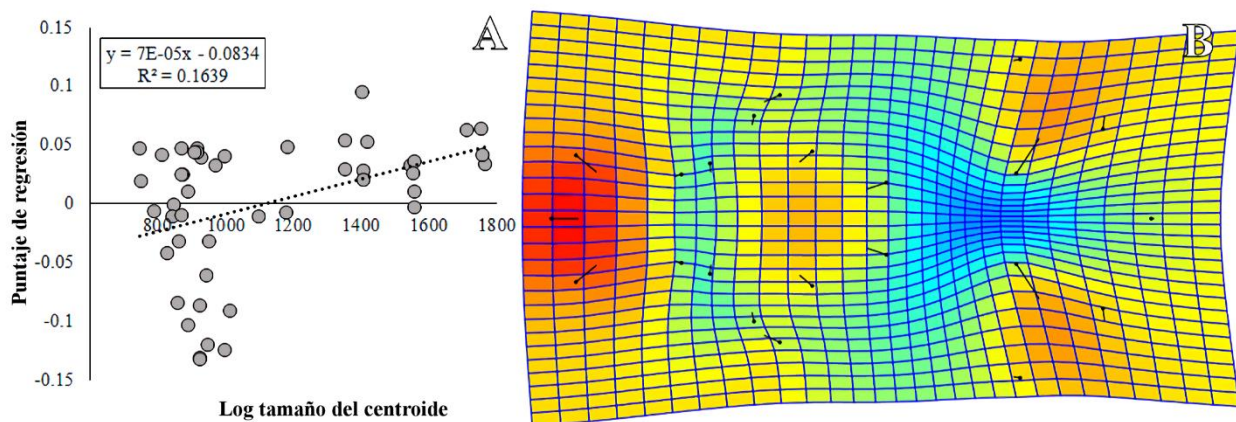 0.15
A
y = 7E-05x - 0.0834
R² = 0.1639
0.1
0.05
0
800 1000 1200 1400 1600 1800
-0.05
-0.1
-0.15
Puntaje de regresión
Log tamaño del centroide
B